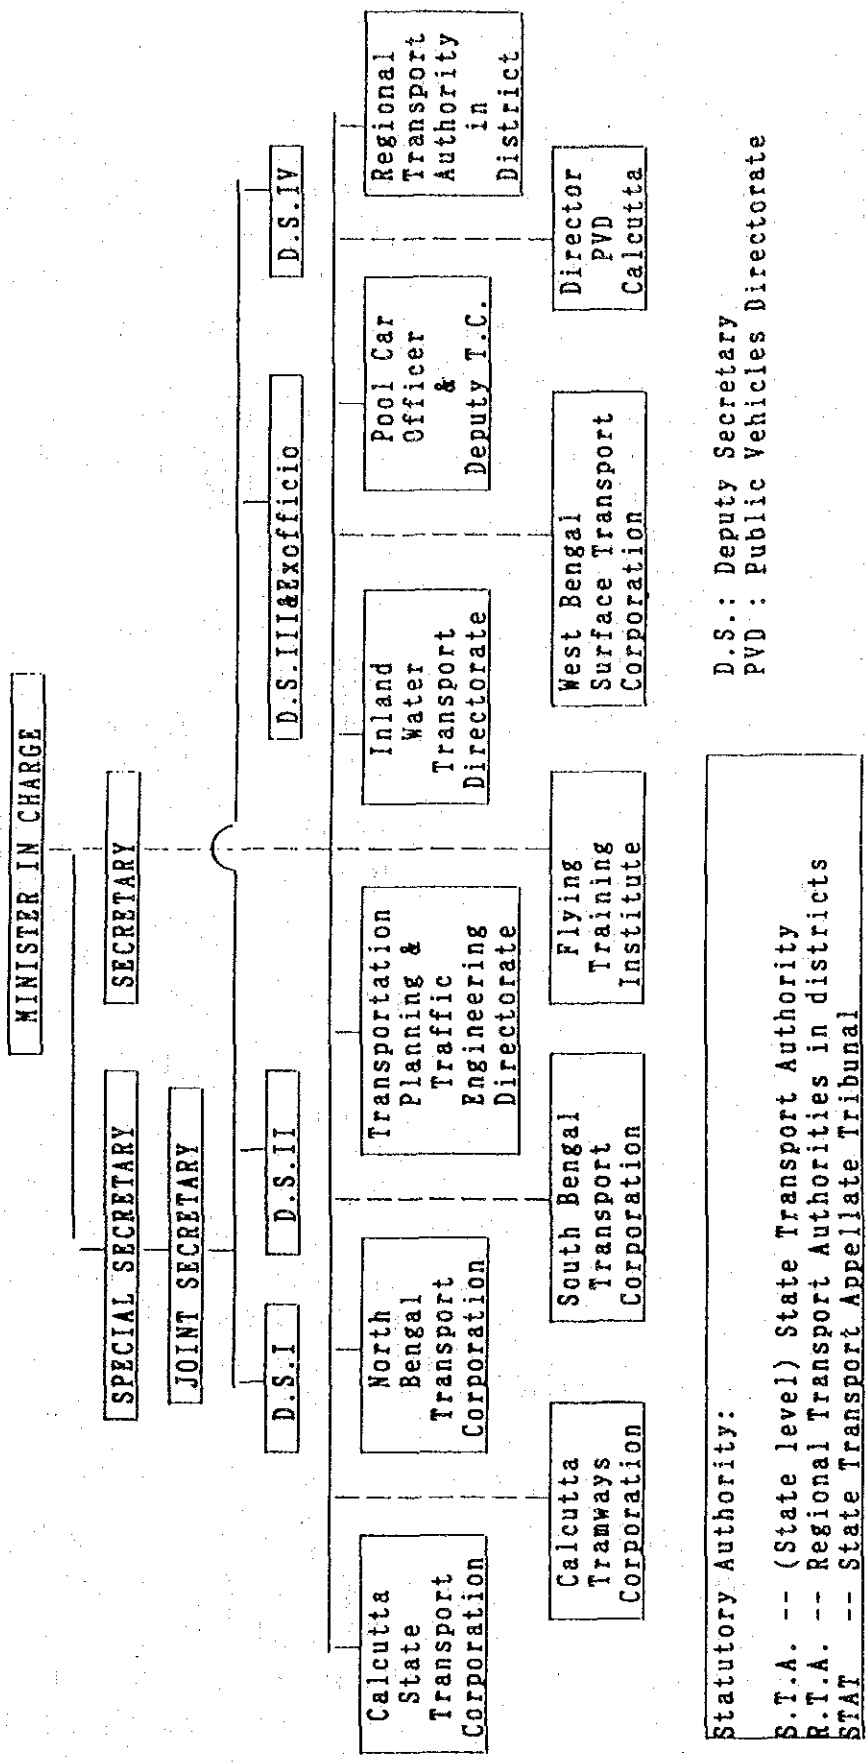 MINISTER IN CHARGE
SPECIAL SECRETARY
SECRETARY
JOINT SECRETARY
D.S.I
D.S.II
D.S.III&Exofficio
D.S.IV
Calcutta
State
Transport
Corporation
North
Bengal
Transport
Corporation
Transportation
Planning &
Traffic
Engineering
Directorate
Inland
Water
Transport
Directorate
Pool Car
Officer
&
Deputy T.C.
Regional
Transport
Authority
in
District
Calcutta
Tramways
Corporation
South Bengal
Transport
Corporation
Flying
Training
Institute
West Bengal
Surface Transport
Corporation
Director
PVD
Calcutta
Statutory Authority:
S.T.A. -- (State level) State Transport Authority
R.T.A. -- Regional Transport Authorities in districts
STAT -- State Transport Appellate Tribunal
D.S.: Deputy Secretary
PVD : Public Vehicles Directorate